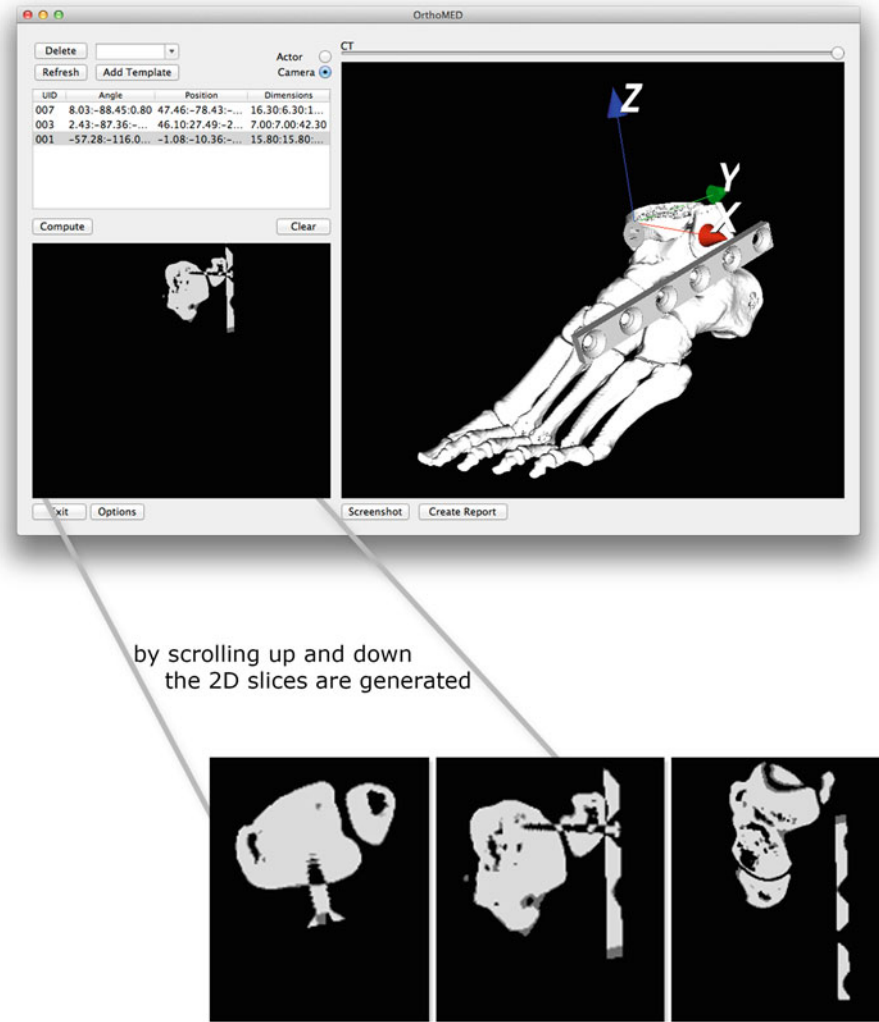 OrthoMED
Delete
Refresh Add Template
Actor
Camera
CT
UID Angle Position Dimensions
007 8.03:-88.45:0.80 47.46:-78.43:-... 16.30:6.30:1...
003 2.43:-87.36:-... 46.10:27.49:-2... 7.00:7.00:42.30
001 -57.28:-116.0... -1.08:-10.36:-... 15.80:15.80:...
Compute Clear
Z
Y
X
Exit Options
Screenshot Create Report
by scrolling up and down
the 2D slices are generated